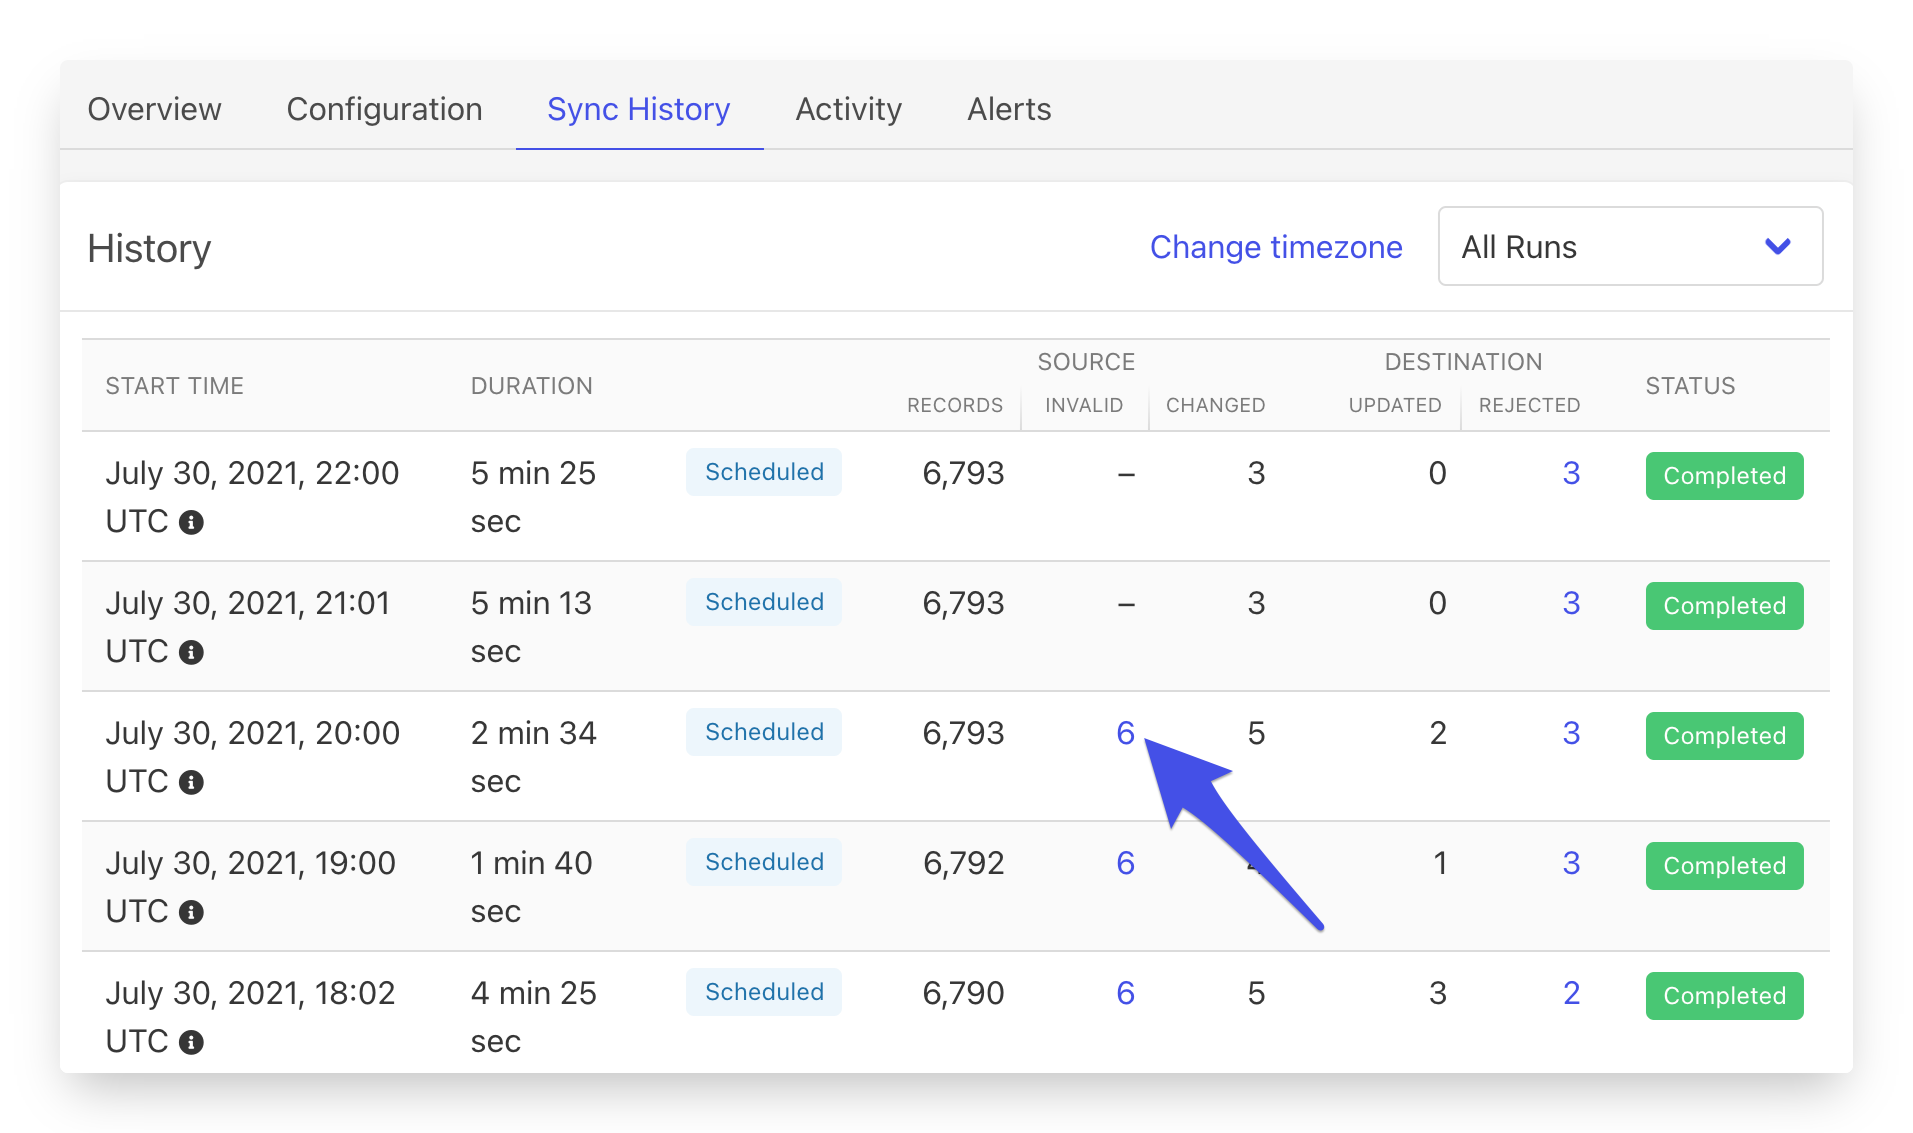 Overview Configuration Sync History Activity Alerts
History Change timezone All Runs
SOURCE DESTINATION
START TIME DURATION STATUS
RECORDS INVALID CHANGED UPDATED REJECTED
July 30, 2021, 22:00 5 min 25 Scheduled 6,793 – 3 0 3 Completed
UTC sec
July 30, 2021, 21:01 5 min 13 Scheduled 6,793 – 3 0 3 Completed
UTC sec
July 30, 2021, 20:00 2 min 34 Scheduled 6,793 6 5 2 3 Completed
UTC sec
July 30, 2021, 19:00 1 min 40 Scheduled 6,792 6 1 3 Completed
UTC sec
July 30, 2021, 18:02 4 min 25 Scheduled 6,790 6 5 3 2 Completed
UTC sec